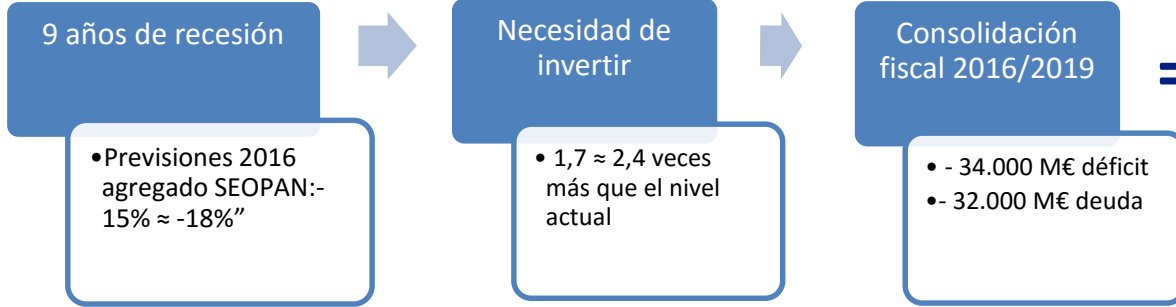 9 años de recesión
•Previsiones 2016
agregado SEOPAN:-
15% ≈ -18%”
Necesidad de
invertir
• 1,7 ≈ 2,4 veces
más que el nivel
actual
Consolidación
fiscal 2016/2019
• - 34.000 M€ déficit
•- 32.000 M€ deuda
=